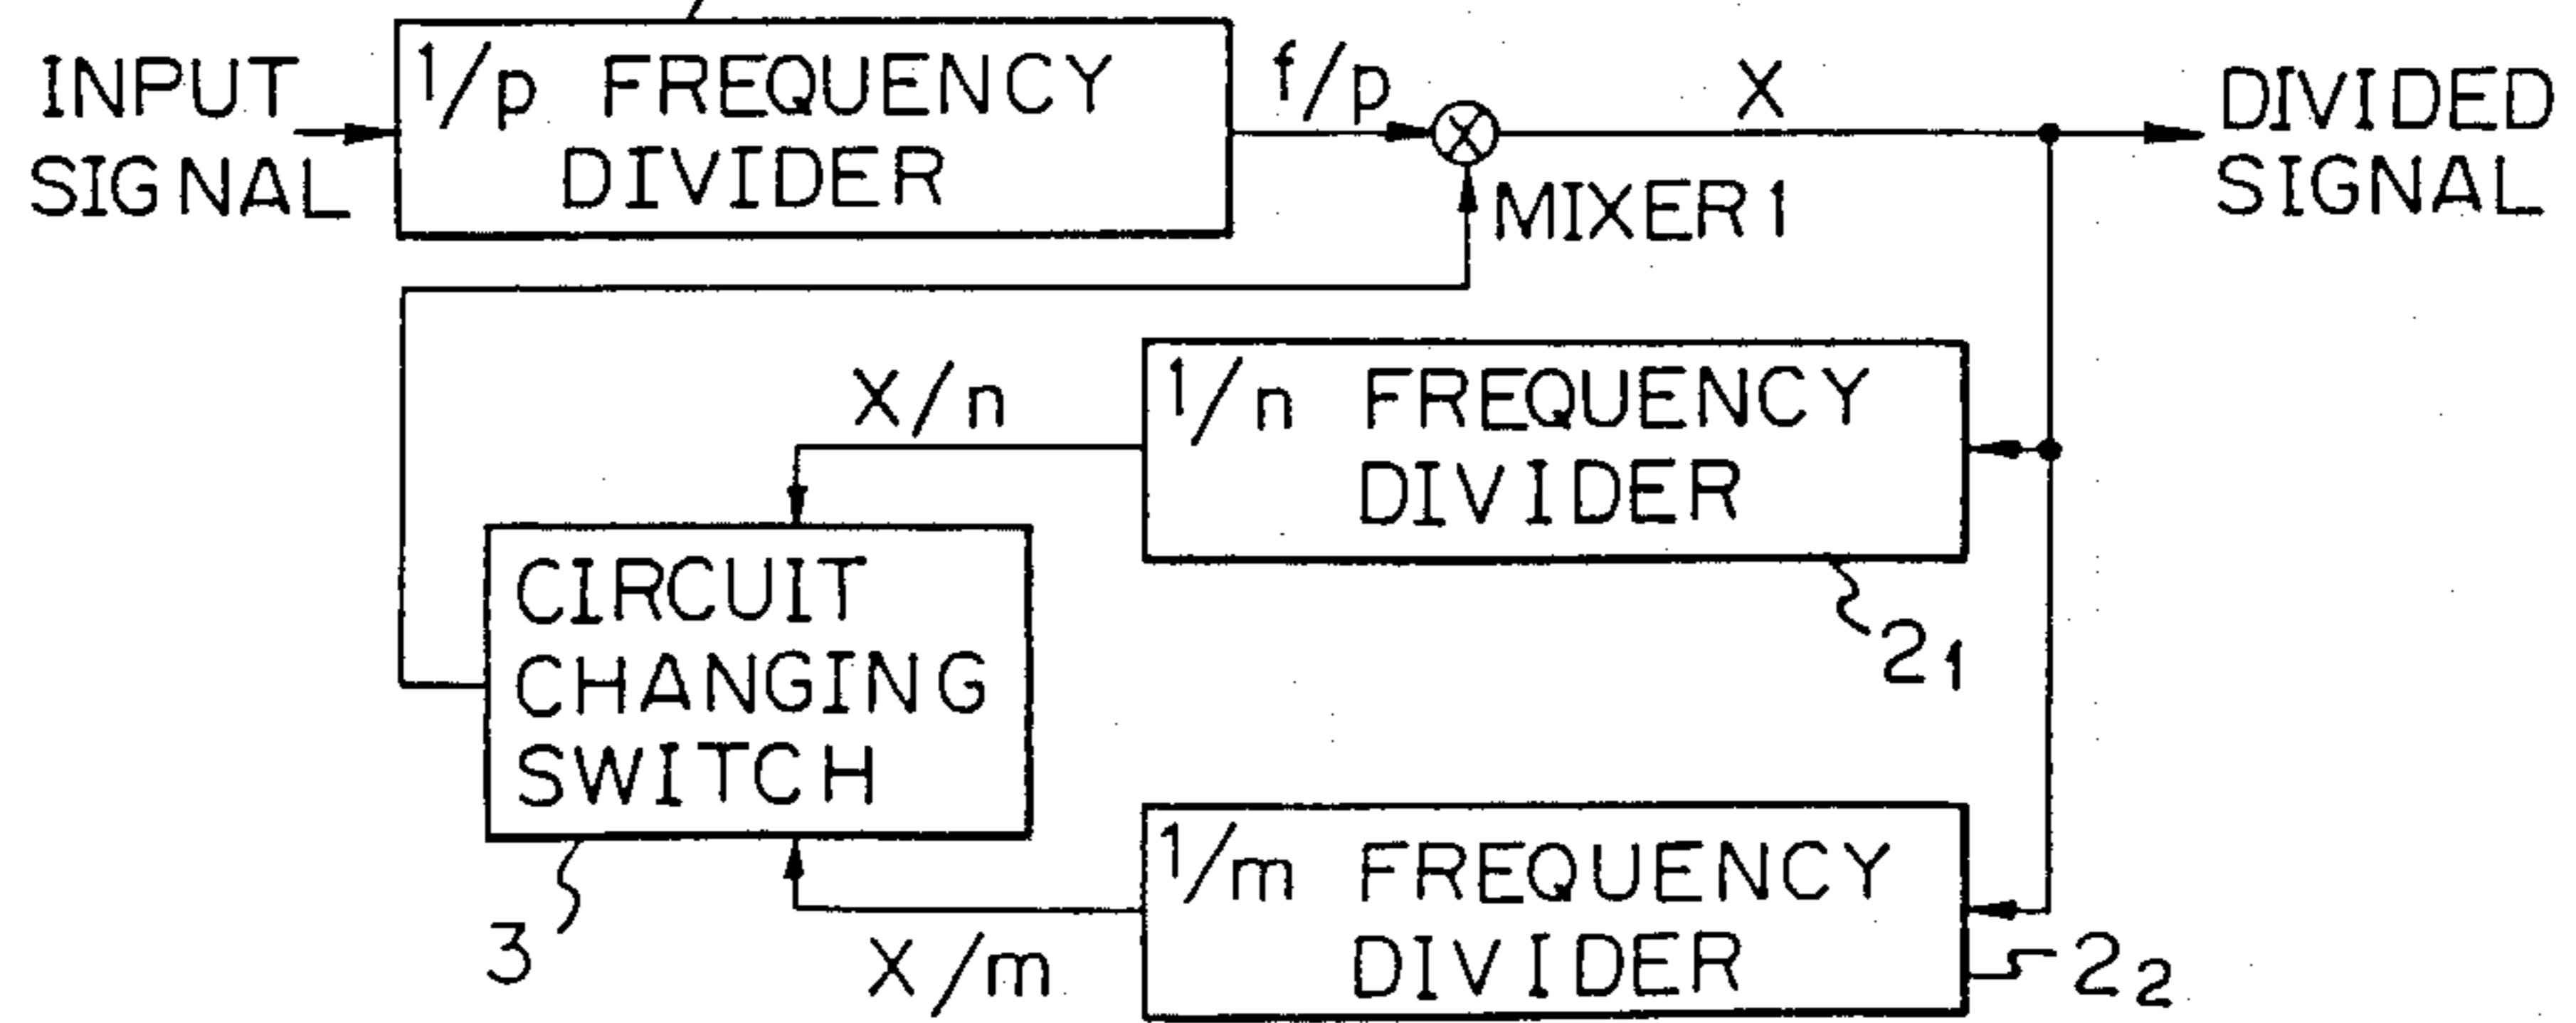 INPUT
SIGNAL
1/p FREQUENCY
DIVIDER
f/p
X
MIXER 1
DIVIDED
SIGNAL
X/n
1/n FREQUENCY
DIVIDER
2₁
CIRCUIT
CHANGING
SWITCH
3
X/m
1/m FREQUENCY
DIVIDER
2₂